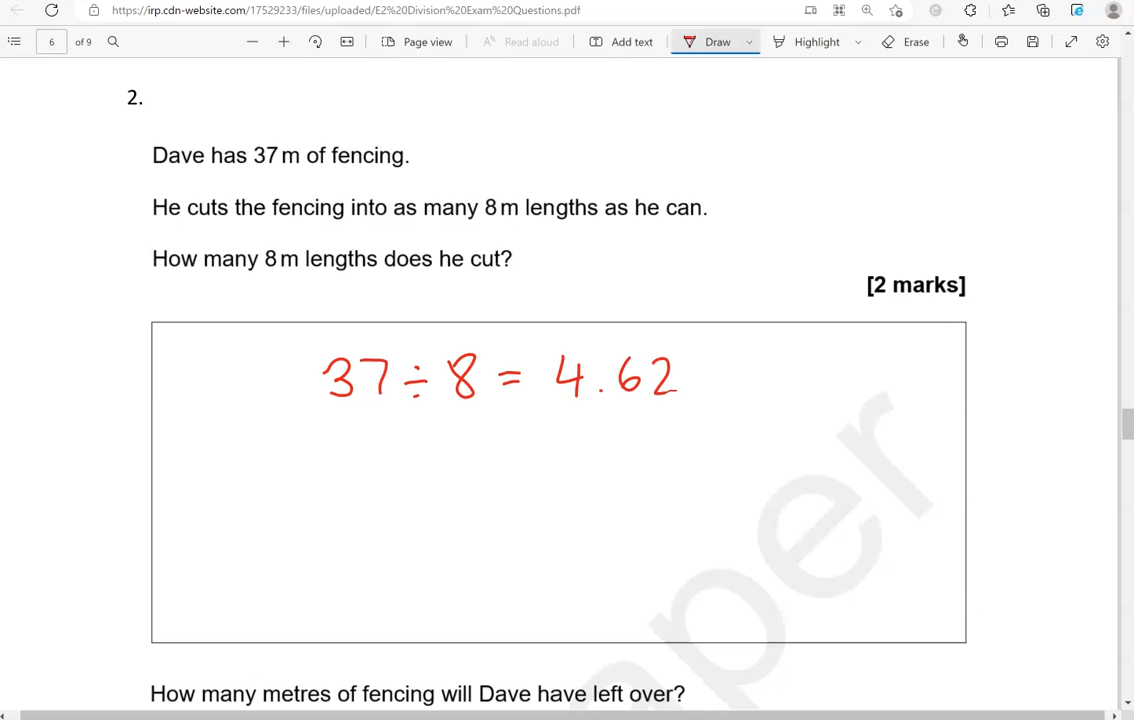 https://irp.cdn-website.com/17529233/files/uploaded/E2%20Division%20Exam%20Questions.pdf
6 of 9 Page view Read aloud Add text Draw Highlight Erase
2.
Dave has 37 m of fencing.
He cuts the fencing into as many 8 m lengths as he can.
How many 8 m lengths does he cut?
[2 marks]
37 ÷ 8 = 4.62
per
How many metres of fencing will Dave have left over?